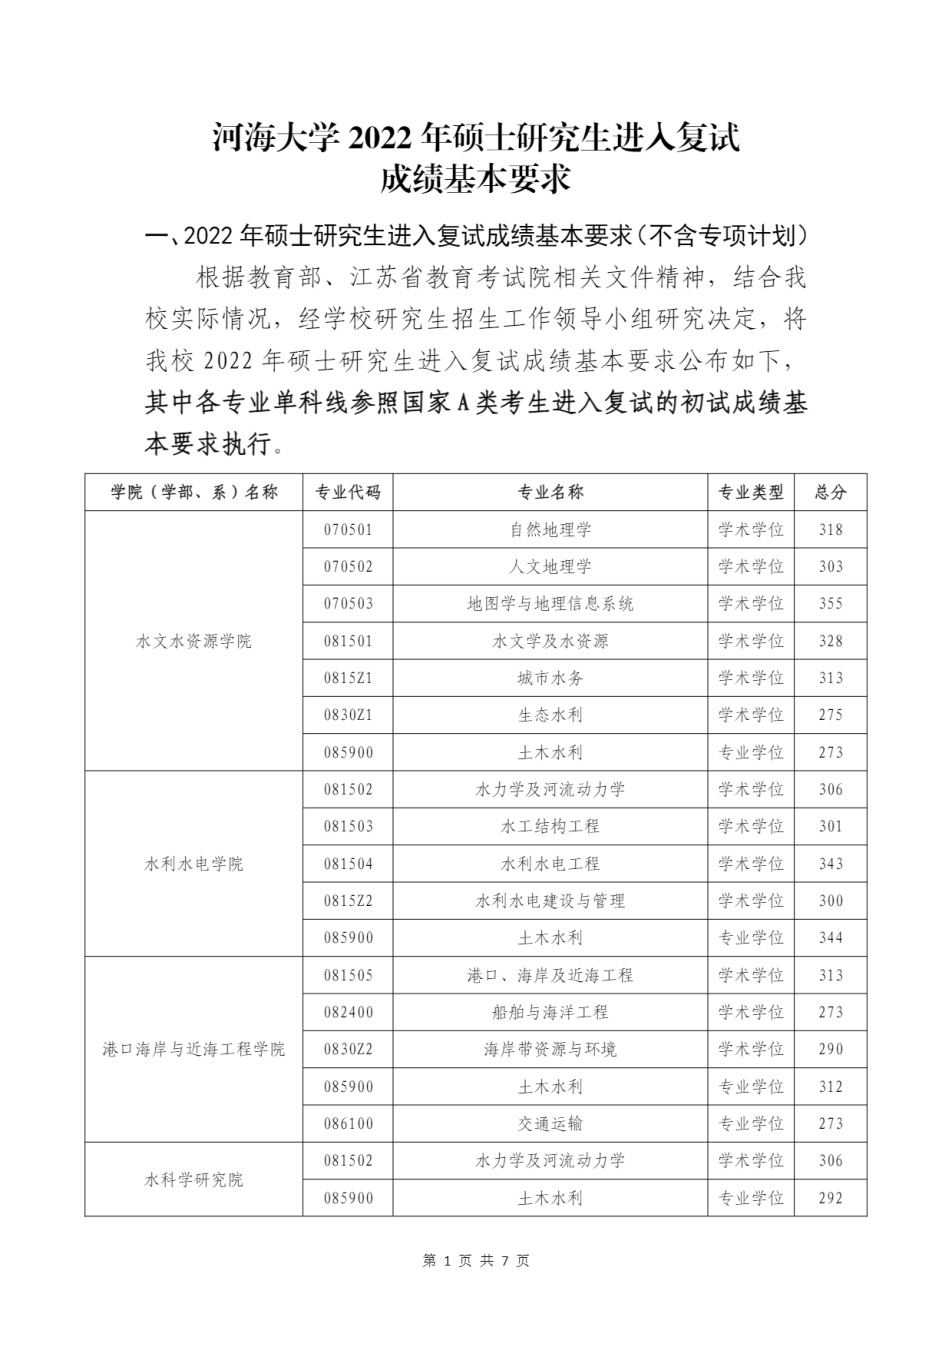 河海大学 2022 年硕士研究生进入复试
成绩基本要求
一、2022 年硕士研究生进入复试成绩基本要求（不含专项计划）
根据教育部、江苏省教育考试院相关文件精神，结合我
校实际情况，经学校研究生招生工作领导小组研究决定，将
我校 2022 年硕士研究生进入复试成绩基本要求公布如下，
其中各专业单科线参照国家 A 类考生进入复试的初试成绩基
本要求执行。
学院（学部、系）名称 专业代码 专业名称 专业类型 总分
070501 自然地理学 学术学位 318
070502 人文地理学 学术学位 303
070503 地图学与地理信息系统 学术学位 355
水文水资源学院 081501 水文学及水资源 学术学位 328
0815Z1 城市水务 学术学位 313
0830Z1 生态水利 学术学位 275
085900 土木水利 专业学位 273
081502 水力学及河流动力学 学术学位 306
081503 水工结构工程 学术学位 301
水利水电学院 081504 水利水电工程 学术学位 343
0815Z2 水利水电建设与管理 学术学位 300
085900 土木水利 专业学位 344
081505 港口、海岸及近海工程 学术学位 313
082400 船舶与海洋工程 学术学位 273
港口海岸与近海工程学院 0830Z2 海岸带资源与环境 学术学位 290
085900 土木水利 专业学位 312
086100 交通运输 专业学位 273
水科学研究院 081502 水力学及河流动力学 学术学位 306
085900 土木水利 专业学位 292
第 1 页 共 7 页